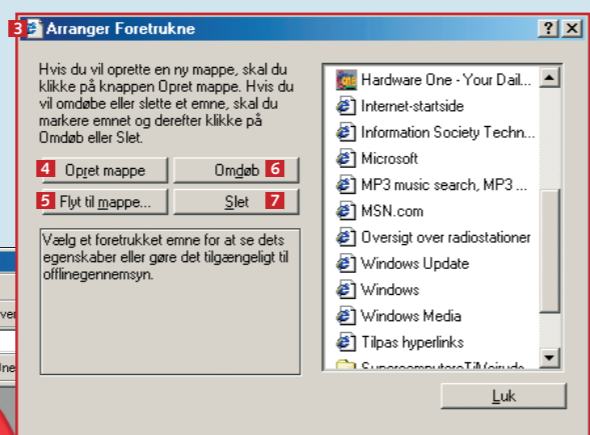 3 Arranger Foretrukne
Hvis du vil oprette en ny mappe, skal du
klikke på knappen Opret mappe. Hvis du
vil omdøbe eller slette et emne, skal du
markere emnet og derefter klikke på
Omdøb eller Slet.
4 Opret mappe
Omdøb 6
5 Flyt til mappe...
Slet 7
Vælg et foretrukket emne for at se dets
egenskaber eller gøre det tilgængeligt til
offlinegennemsyn.
Hardware One - Your Dail...
Internet-startside
Information Society Techn...
Microsoft
MP3 music search, MP3 ...
MSN.com
Oversigt over radiostationer
Windows Update
Windows
Windows Media
Tilpas hyperlinks
Luk